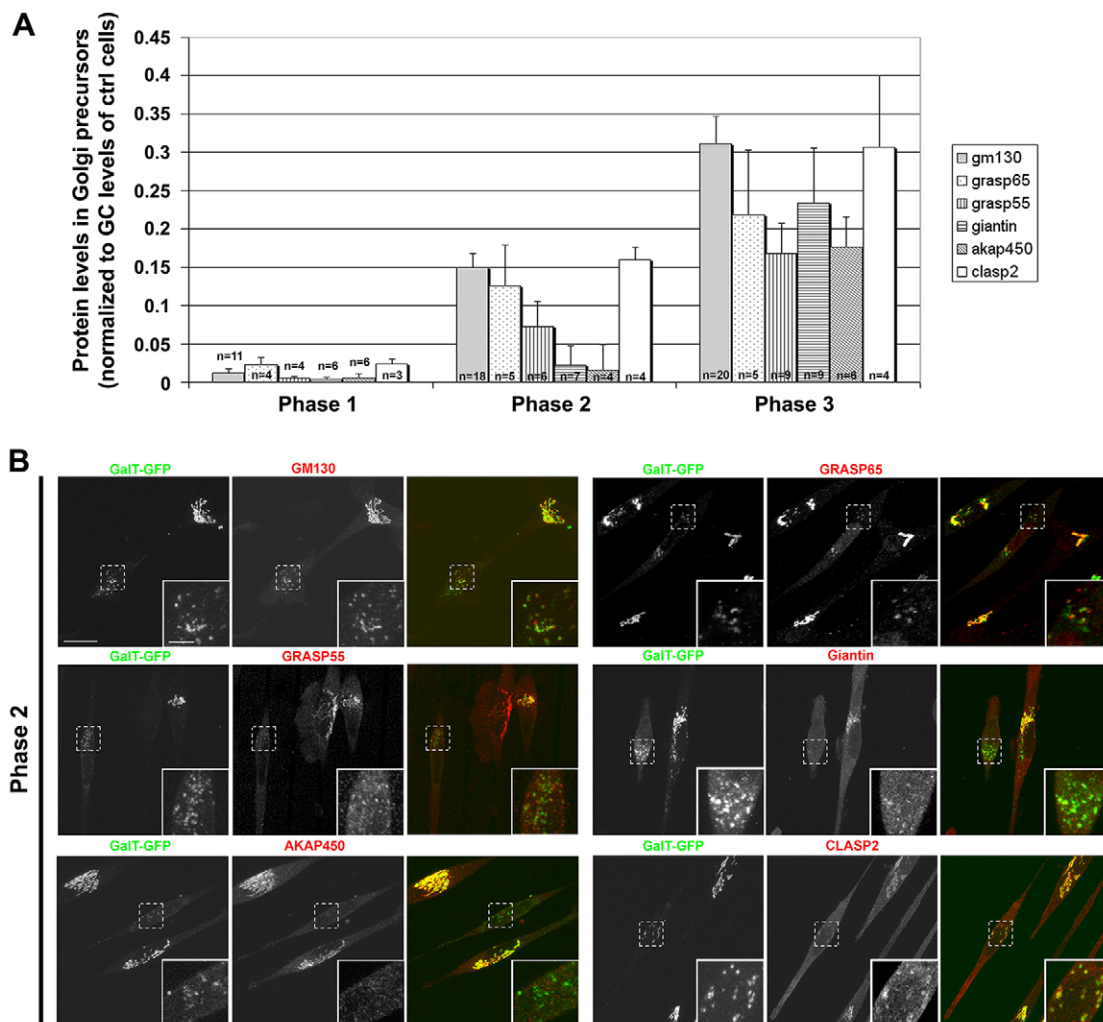 A
Protein levels in Golgi precursors
(normalized to GC levels of ctrl cells)
0.45
0.4
0.35
0.3
0.25
0.2
0.15
0.1
0.05
0
n=11
n=4
n=4
n=6
n=6
n=3
n=18
n=5
n=6
n=7
n=4
n=4
n=20
n=5
n=9
n=9
n=6
n=4
Phase 1
Phase 2
Phase 3
gm130
grasp65
grasp55
giantin
akap450
clasp2
B
Phase 2
GalT-GFP
GM130
GalT-GFP
GRASP65
GalT-GFP
GRASP55
GalT-GFP
Giantin
GalT-GFP
AKAP450
GalT-GFP
CLASP2